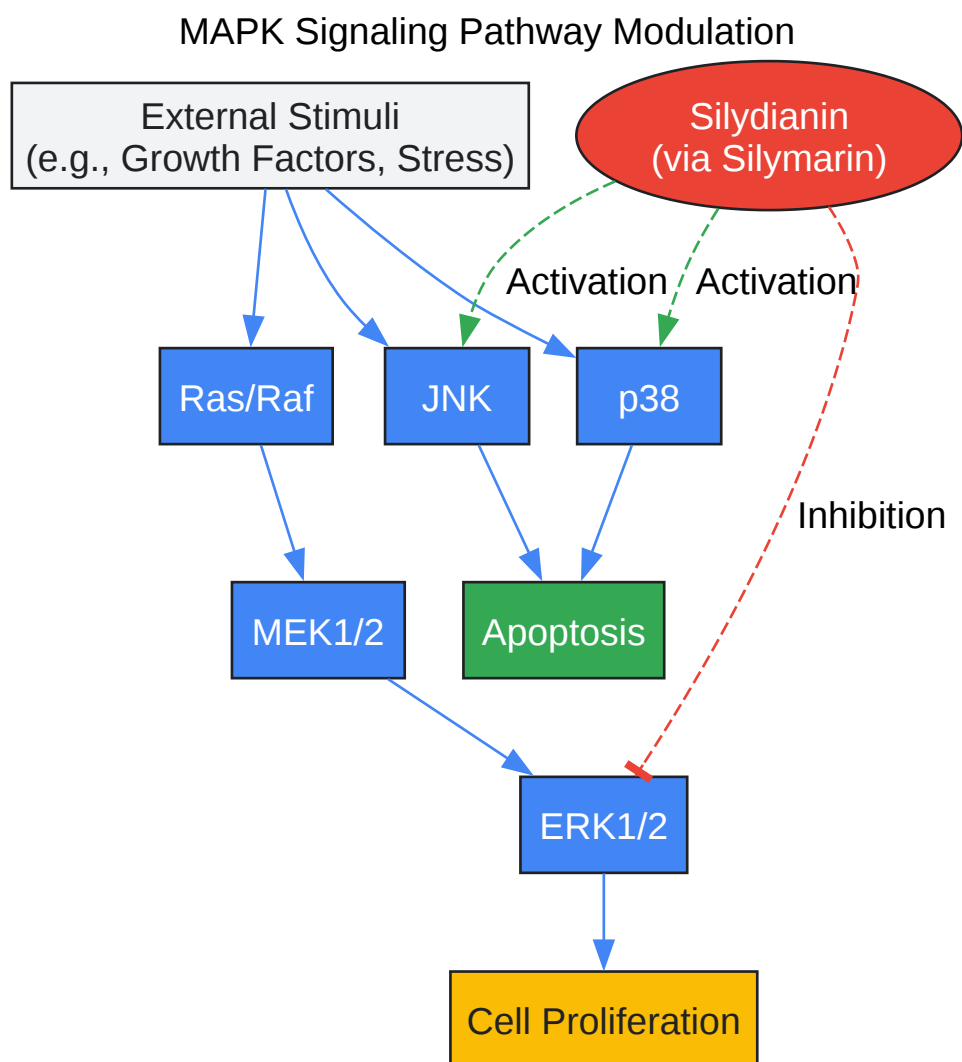 MAPK Signaling Pathway Modulation
External Stimuli
(e.g., Growth Factors, Stress)
Silydianin
(via Silymarin)
Activation
Activation
Ras/Raf
JNK
p38
Inhibition
MEK1/2
Apoptosis
ERK1/2
Cell Proliferation